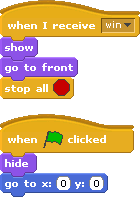 when I receive win
show
go to front
stop all
when clicked
hide
go to x: 0 y: 0